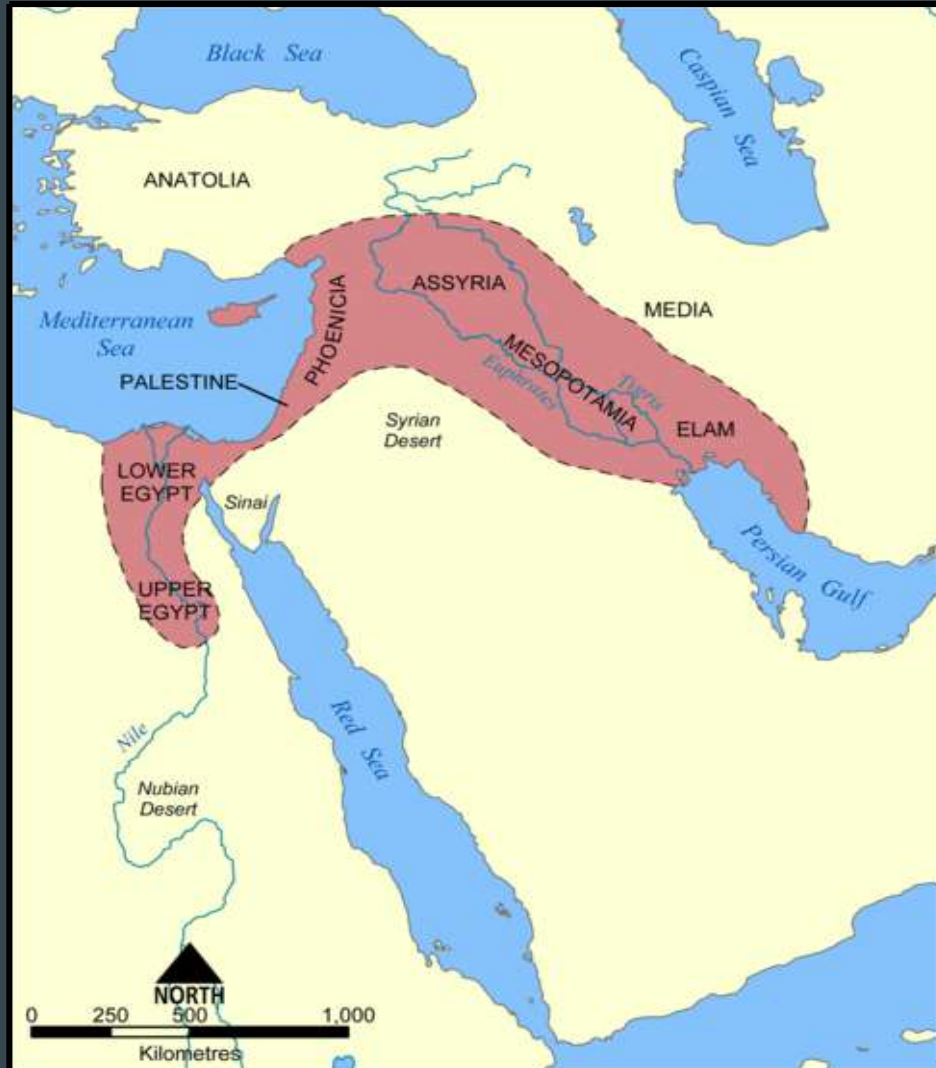 Black Sea
Caspian Sea
ANATOLIA
ASSYRIA
MEDIA
PHOENICIA
Mediterranean
Sea
MESOPOTAMIA
Euphrates
Tigris
PALESTINE
ELAM
Syrian
Desert
LOWER
EGYPT
Sinai
Persian Gulf
UPPER
EGYPT
Red Sea
Nile
Nubian
Desert
NORTH
0 250 500 1,000
Kilometres